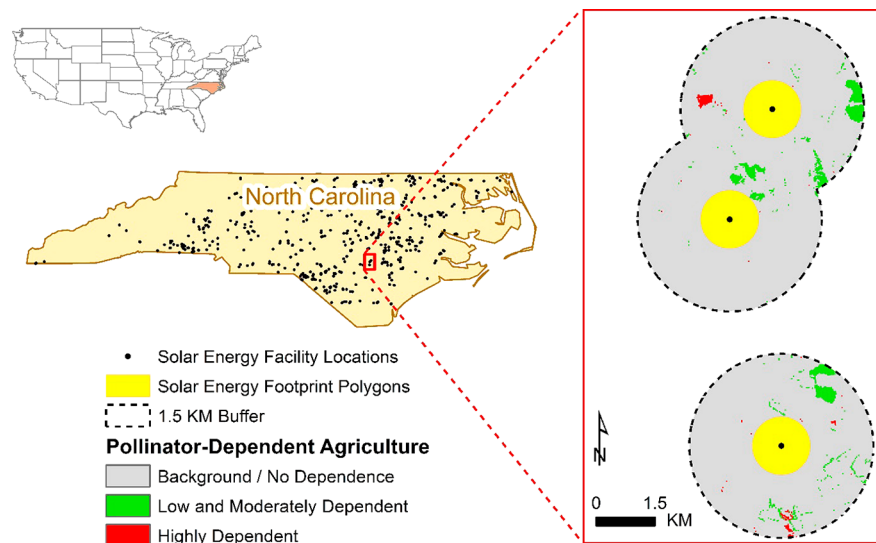 North Carolina
Solar Energy Facility Locations
Solar Energy Footprint Polygons
1.5 KM Buffer
Pollinator-Dependent Agriculture
Background / No Dependence
Low and Moderately Dependent
Highly Dependent
N
0 1.5
KM